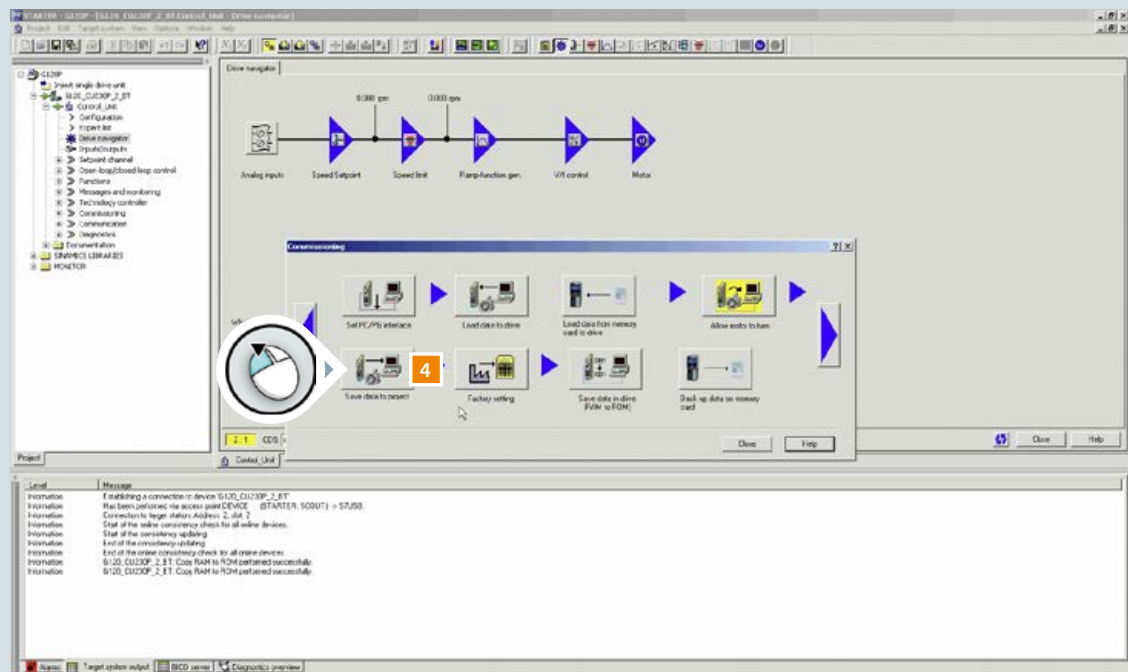 STARTER - G120P - [G120_CU230P_2_BT.Control_Unit - Drive navigator]
Project Edit Target system View Options Window Help
G120P
Insert single drive unit
G120_CU230P_2_BT
Control_Unit
Configuration
Expert list
Drive navigator
Inputs/outputs
Setpoint channel
Open-loop/closed-loop control
Functions
Messages and monitoring
Technology controller
Commissioning
Communication
Diagnostics
Documentation
SINAMICS LIBRARIES
MONITOR
Project
Drive navigator
0.000 rpm 0.000 rpm
Analog inputs Speed Setpoint Speed limit Ramp-function gen. V/f control Motor
Commissioning
Set PC/PG interface Load data to drive Load data from memory card to drive Allow motor to turn
4
Save data to project Factory setting Save data in drive (RAM to ROM) Back up data on memory card
Close Help
CDS
Close Help
Control_Unit
Level Message
Information Establishing a connection to device 'G120_CU230P_2_BT'
Information Has been performed via access point DEVICE (STARTER, SCOUT) -> S7USB
Information Connection to target station: Address 2, slot 2
Information Start of the online consistency check for all online devices.
Information Start of the consistency updating
Information End of the consistency updating
Information End of the online consistency check for all online devices
Information G120_CU230P_2_BT: Copy RAM to ROM performed successfully.
Information G120_CU230P_2_BT: Copy RAM to ROM performed successfully.
Alarms Target system output BICO server Diagnostics overview